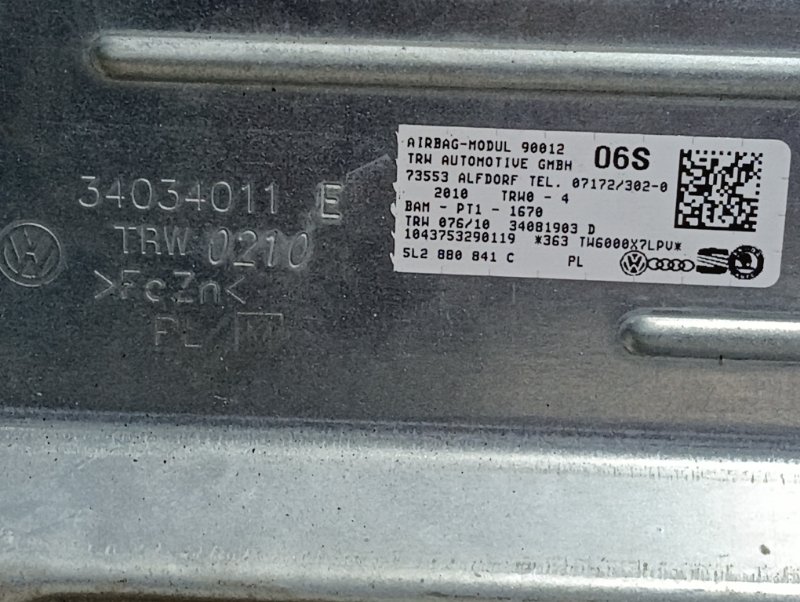 34034011 E
TRW 0210
>FeZn<
PL/
AIRBAG-MODUL 90012
06S
TRW AUTOMOTIVE GMBH
73553 ALFDORF TEL. 07172/302-0
2010 TRW0 - 4
BAM - PT1 - 1670
TRW 076/10 34081903 D
1043753290119 *363 TW6000X7LPV*
5L2 880 841 C PL